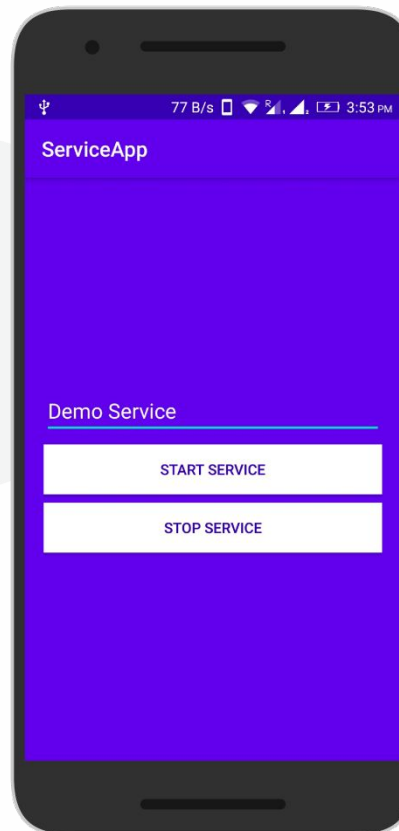 77 B/s R 3:53 PM
ServiceApp
Demo Service
START SERVICE
STOP SERVICE